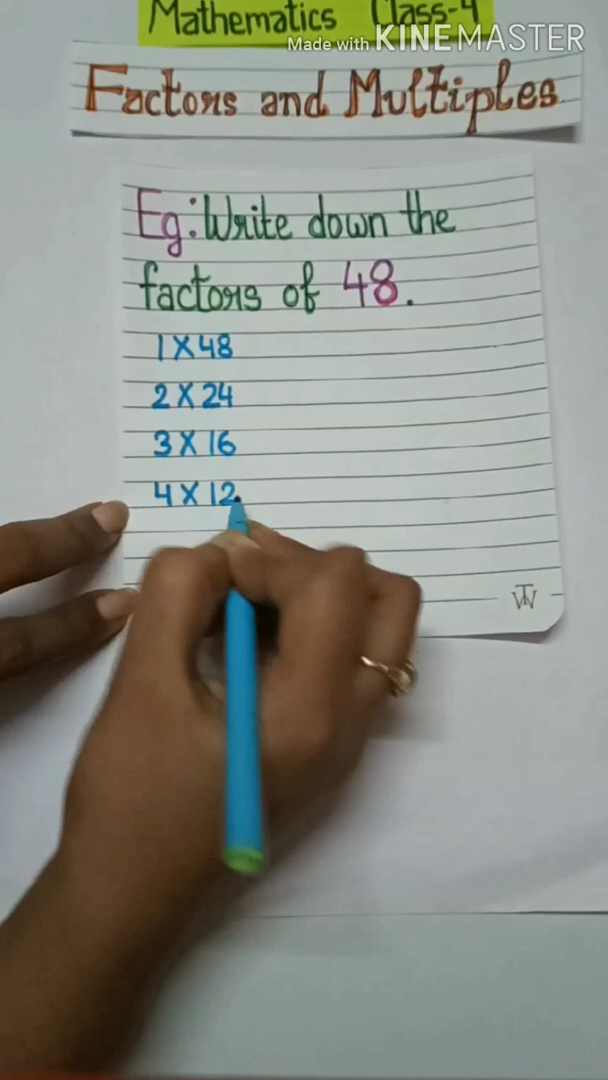 Mathematics Class-4
Made with KINEMASTER
Factors and Multiples
Eg: Write down the
factors of 48.
1 X 48
2 X 24
3 X 16
4 X 12